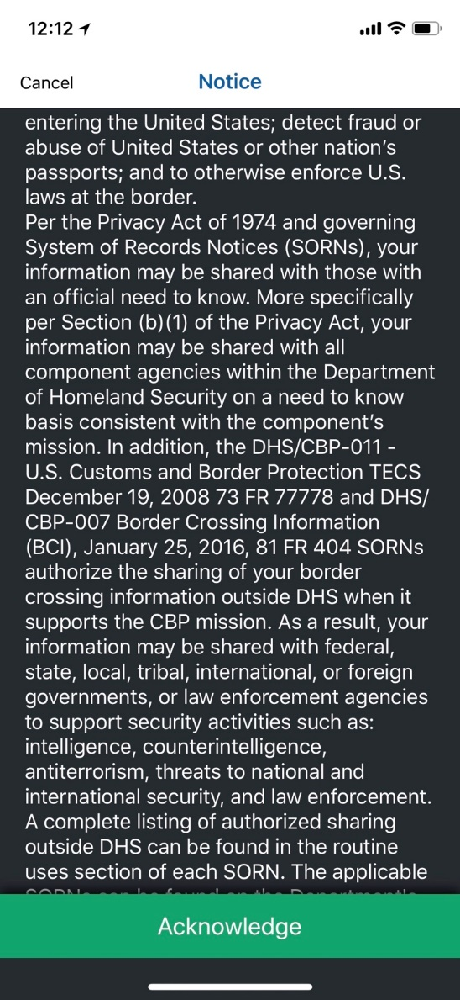 12:12
Cancel
Notice
entering the United States; detect fraud or
abuse of United States or other nation's
passports; and to otherwise enforce U.S.
laws at the border.
Per the Privacy Act of 1974 and governing
System of Records Notices (SORNs), your
information may be shared with those with
an official need to know. More specifically
per Section (b)(1) of the Privacy Act, your
information may be shared with all
component agencies within the Department
of Homeland Security on a need to know
basis consistent with the component's
mission. In addition, the DHS/CBP-011 -
U.S. Customs and Border Protection TECS
December 19, 2008 73 FR 77778 and DHS/
CBP-007 Border Crossing Information
(BCI), January 25, 2016, 81 FR 404 SORNs
authorize the sharing of your border
crossing information outside DHS when it
supports the CBP mission. As a result, your
information may be shared with federal,
state, local, tribal, international, or foreign
governments, or law enforcement agencies
to support security activities such as:
intelligence, counterintelligence,
antiterrorism, threats to national and
international security, and law enforcement.
A complete listing of authorized sharing
outside DHS can be found in the routine
uses section of each SORN. The applicable
SORNs can be found on the Department's
Acknowledge